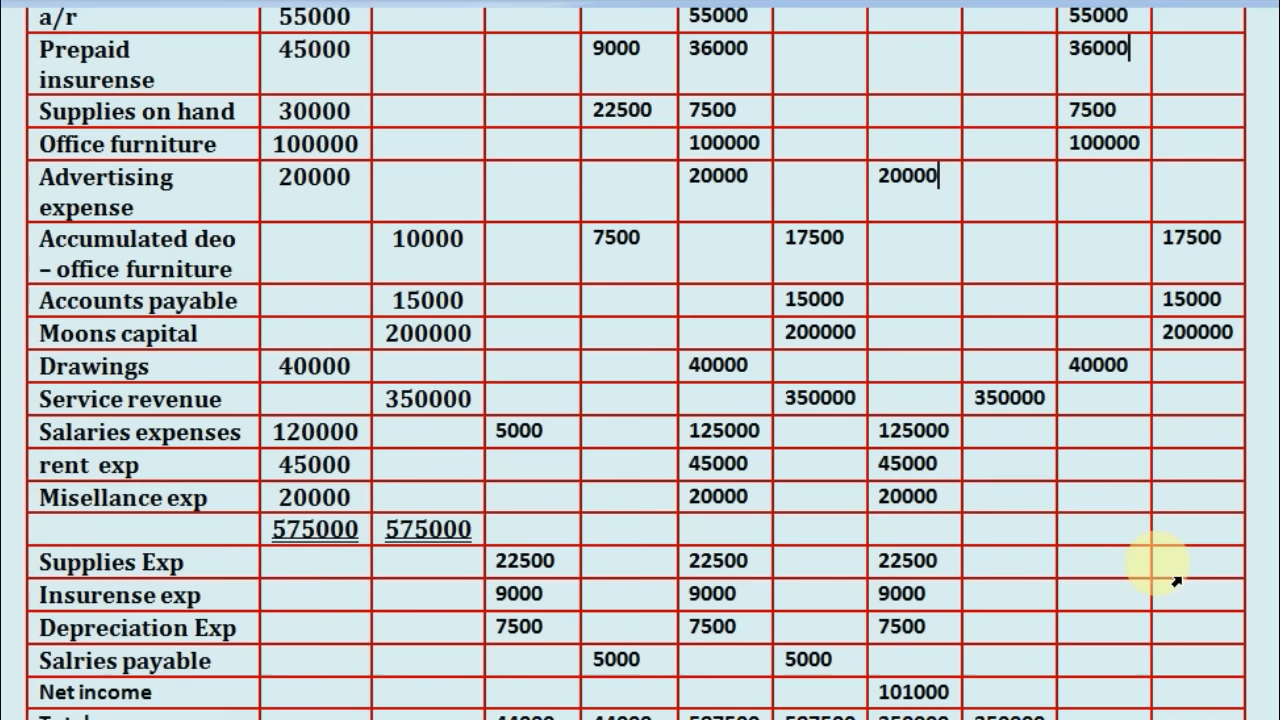 a/r 55000 55000 55000
Prepaid 45000 9000 36000 36000
insurense
Supplies on hand 30000 22500 7500 7500
Office furniture 100000 100000 100000
Advertising 20000 20000 20000
expense
Accumulated deo 10000 7500 17500 17500
– office furniture
Accounts payable 15000 15000 15000
Moons capital 200000 200000 200000
Drawings 40000 40000 40000
Service revenue 350000 350000 350000
Salaries expenses 120000 5000 125000 125000
rent exp 45000 45000 45000
Misellance exp 20000 20000 20000
575000 575000
Supplies Exp 22500 22500 22500
Insurense exp 9000 9000 9000
Depreciation Exp 7500 7500 7500
Salries payable 5000 5000
Net income 101000